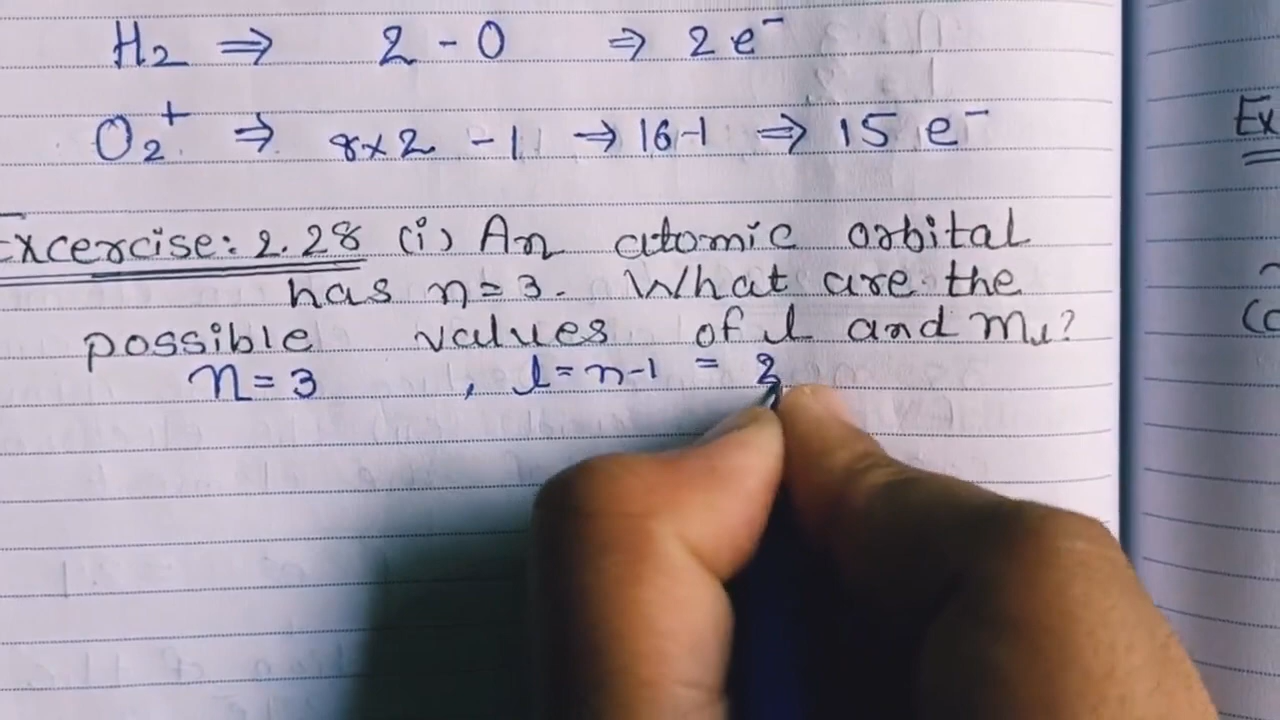 H₂ ⇒ 2 - 0 ⇒ 2e⁻
O₂⁺ ⇒ 8×2 -1 → 16-1 ⇒ 15 e⁻
Excercise: 2.28 (i) An atomic orbital
has n=3. What are the
possible values of l and mₗ?
n=3 , l=n-1 =
Ex